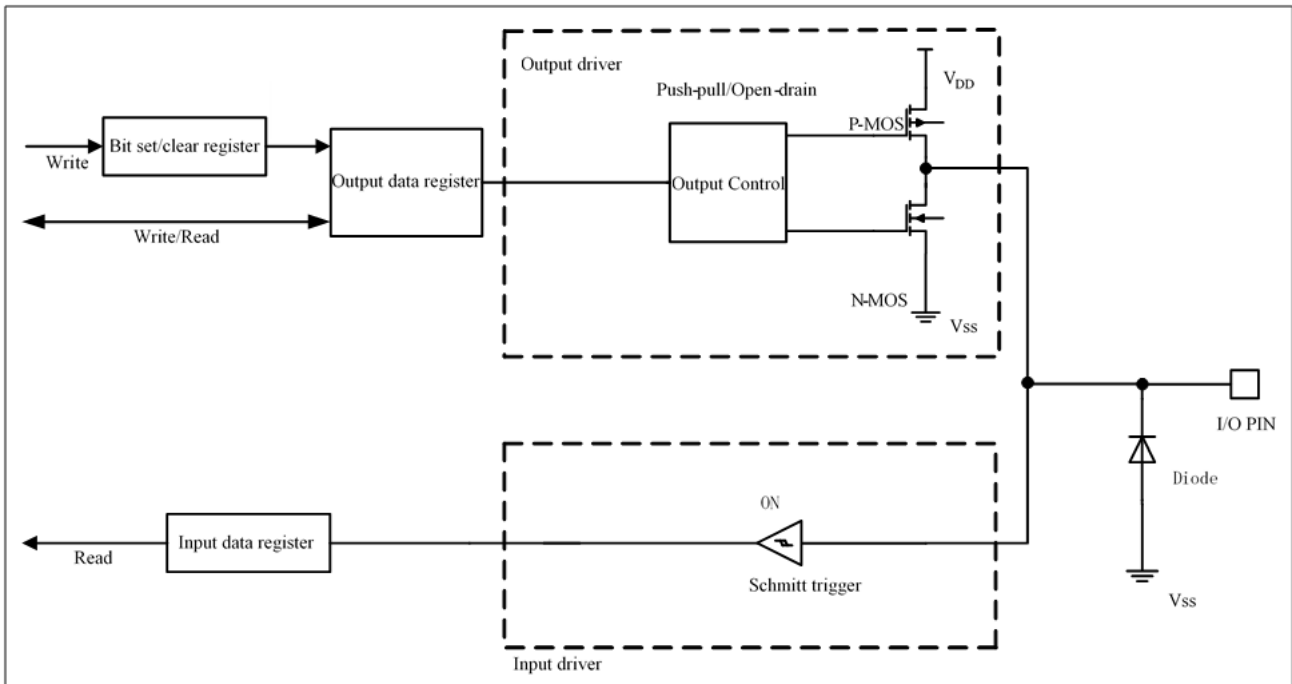 Output driver
Push-pull/Open-drain
V_DD
P-MOS
Write
Bit set/clear register
Output data register
Output Control
Write/Read
N-MOS
Vss
I/O PIN
Diode
ON
Read
Input data register
Schmitt trigger
Vss
Input driver